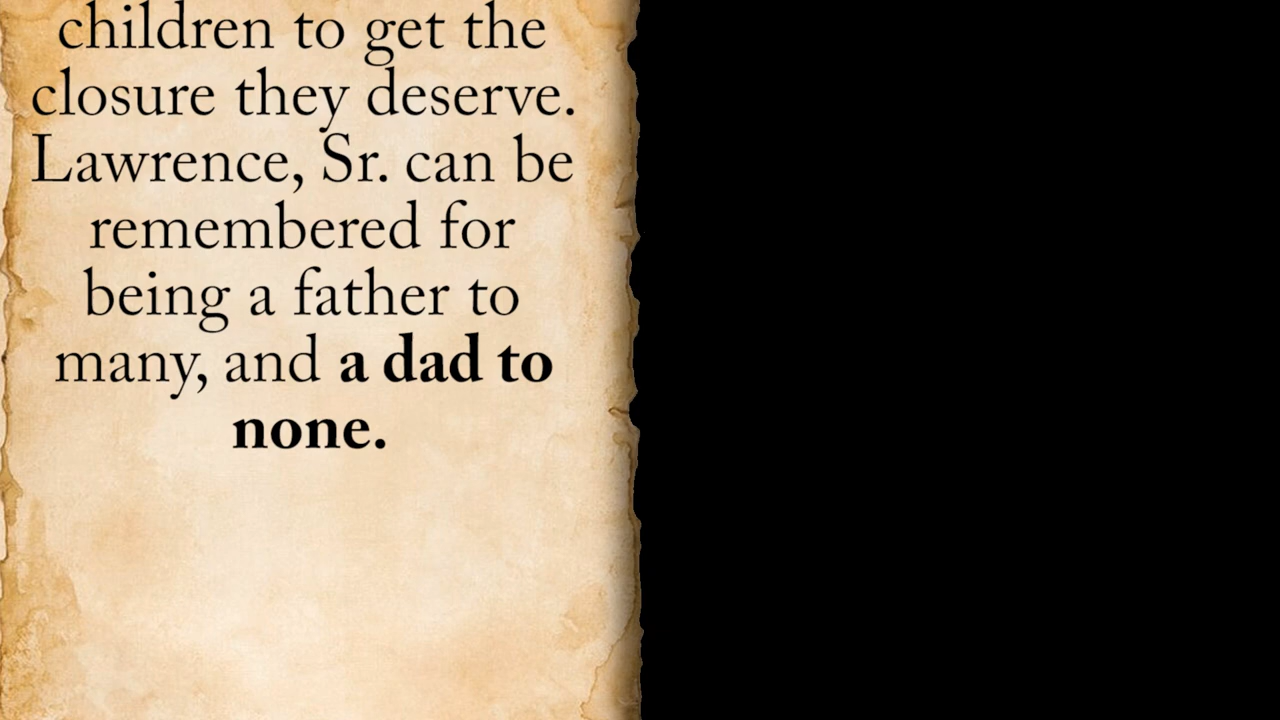 children to get the
closure they deserve.
Lawrence, Sr. can be
remembered for
being a father to
many, and a dad to
none.